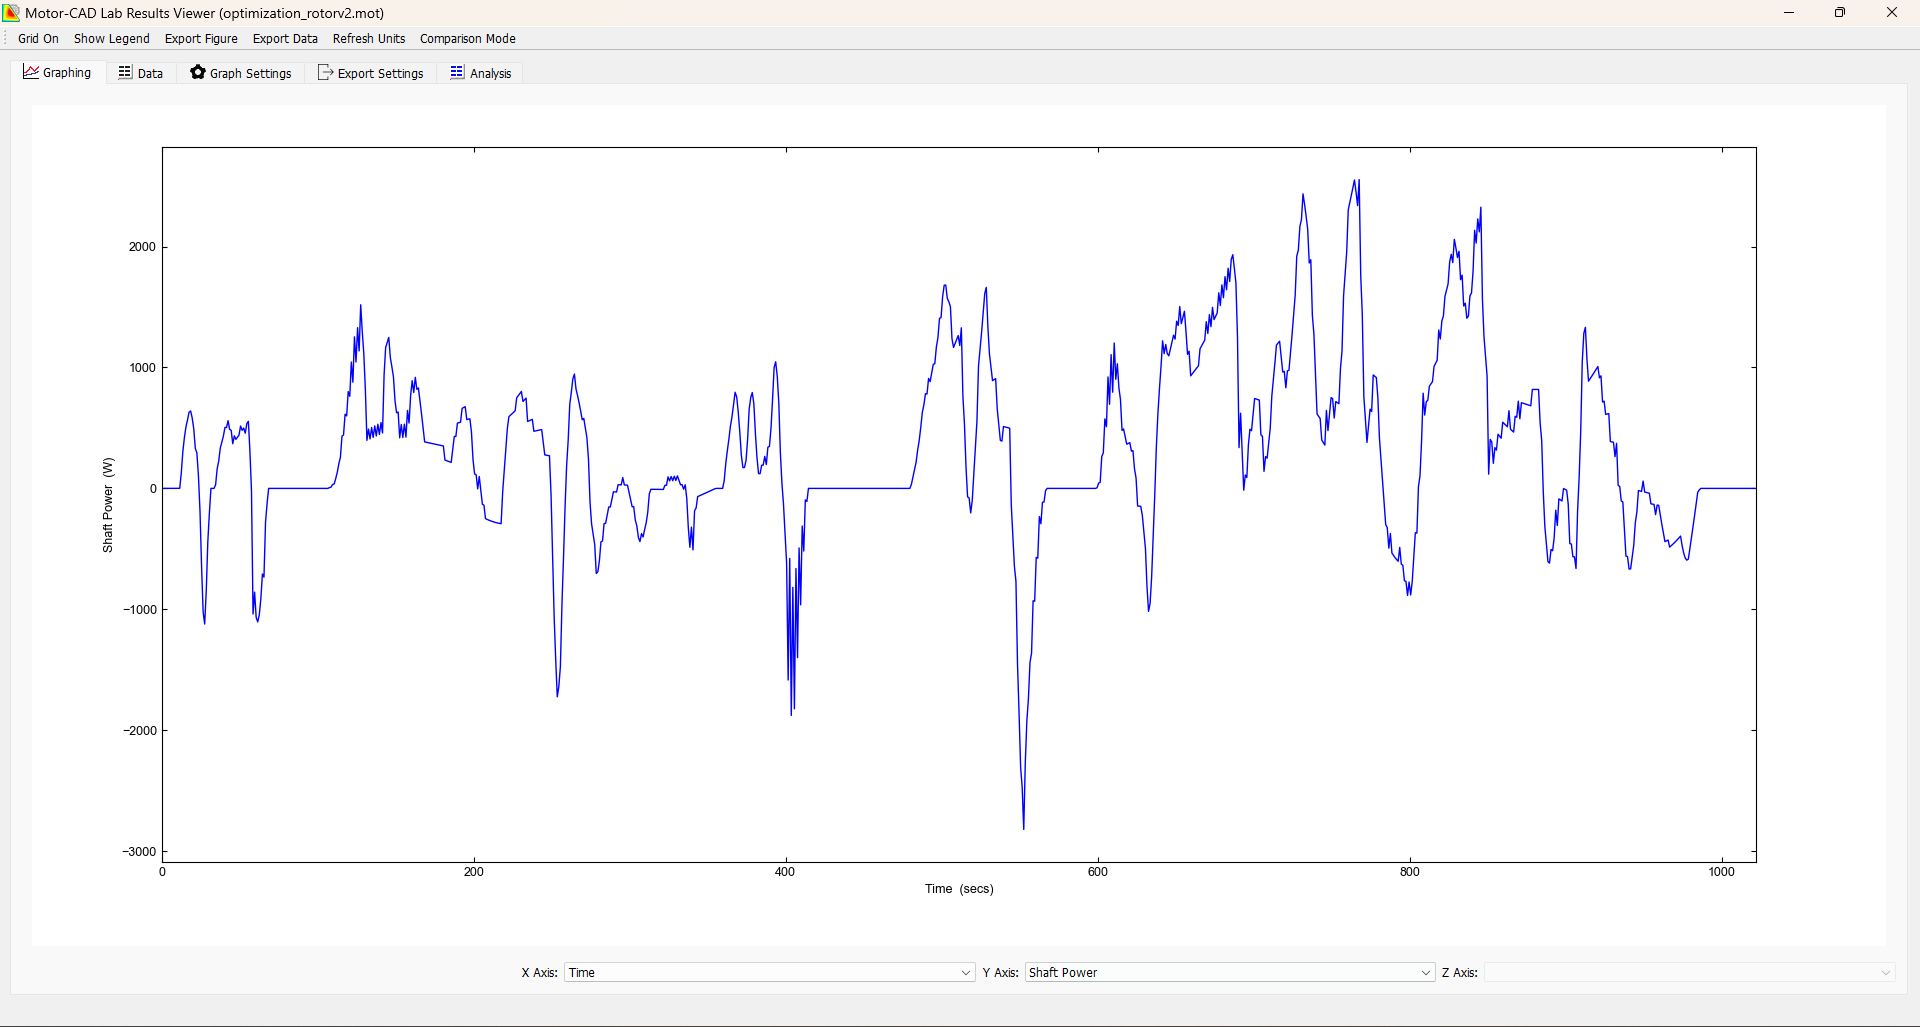 Motor-CAD Lab Results Viewer (optimization_rotorv2.mot)
Grid On Show Legend Export Figure Export Data Refresh Units Comparison Mode
Graphing Data Graph Settings Export Settings Analysis
2000
1000
0
−1000
−2000
−3000
Shaft Power (W)
0 200 400 600 800 1000
Time (secs)
X Axis: Time Y Axis: Shaft Power Z Axis: